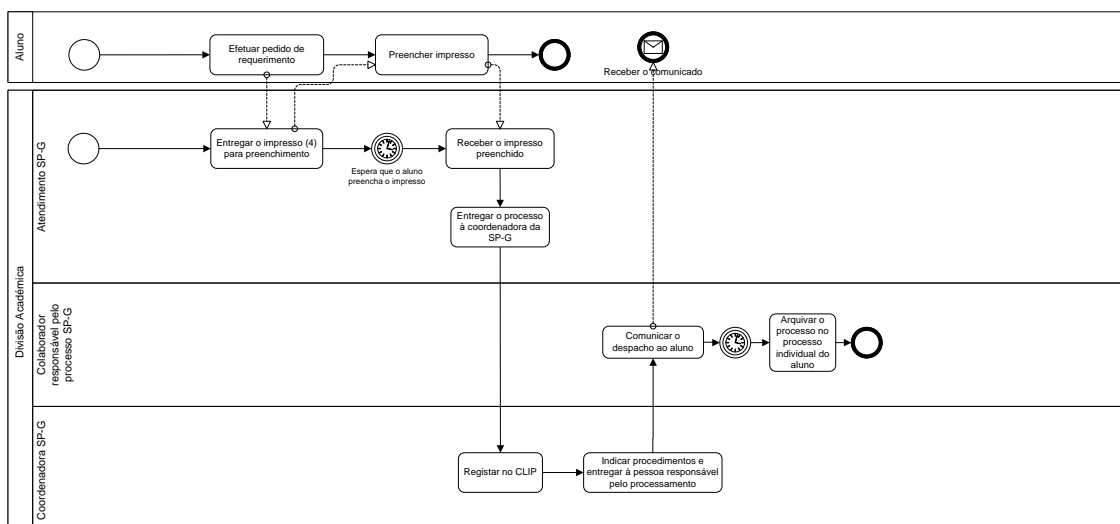 Aluno
Efetuar pedido de
requerimento
Preencher impresso
Receber o comunicado
Divisão Académica
Atendimento SP-G
Entregar o impresso (4)
para preenchimento
Espera que o aluno
preencha o impresso
Receber o impresso
preenchido
Entregar o processo
à coordenadora da
SP-G
Colaborador
responsável pelo
processo SP-G
Comunicar o
despacho ao aluno
Arquivar o
processo no
processo
individual do
aluno
Coordenadora SP-G
Registar no CLIP
Indicar procedimentos e
entregar à pessoa responsável
pelo processamento